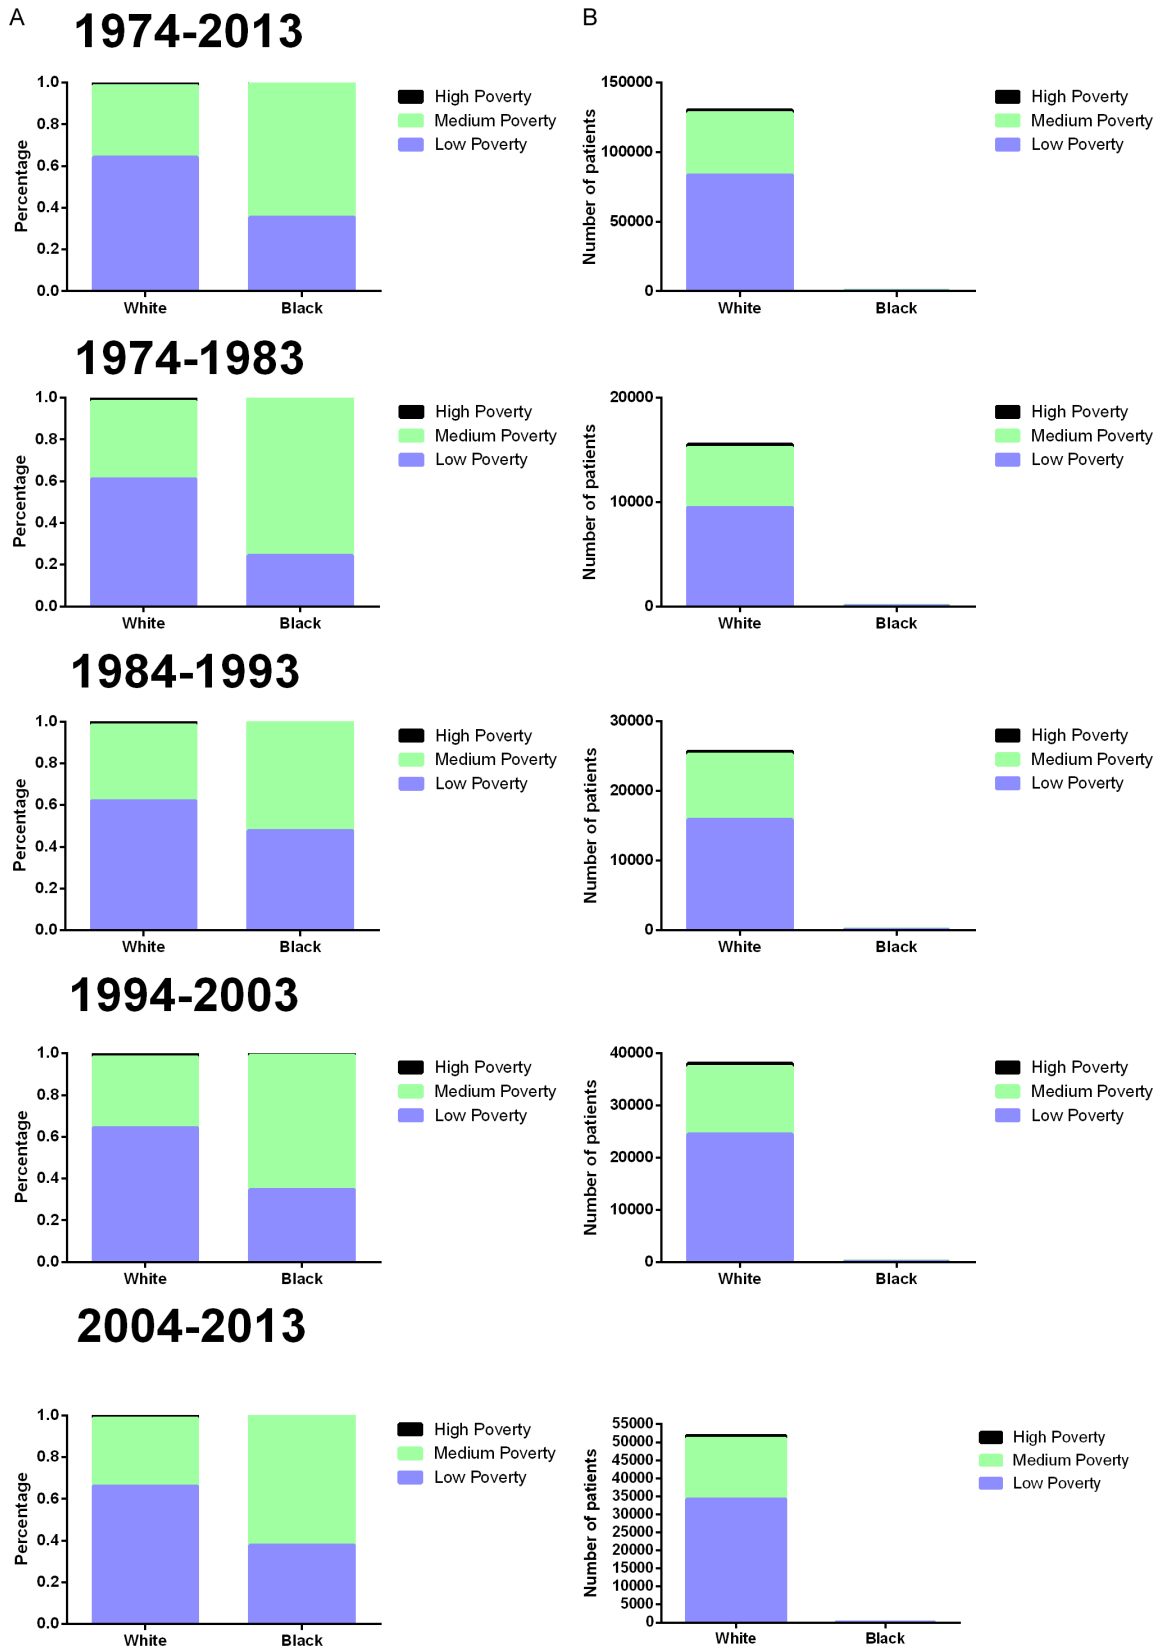 A
B
1974-2013
1.0
0.8
0.6
0.4
0.2
0.0
Percentage
White
Black
High Poverty
Medium Poverty
Low Poverty
150000
100000
50000
0
Number of patients
White
Black
High Poverty
Medium Poverty
Low Poverty
1974-1983
1.0
0.8
0.6
0.4
0.2
0.0
Percentage
White
Black
High Poverty
Medium Poverty
Low Poverty
20000
10000
0
Number of patients
White
Black
High Poverty
Medium Poverty
Low Poverty
1984-1993
1.0
0.8
0.6
0.4
0.2
0.0
Percentage
White
Black
High Poverty
Medium Poverty
Low Poverty
30000
20000
10000
0
Number of patients
White
Black
High Poverty
Medium Poverty
Low Poverty
1994-2003
1.0
0.8
0.6
0.4
0.2
0.0
Percentage
White
Black
High Poverty
Medium Poverty
Low Poverty
40000
30000
20000
10000
0
Number of patients
White
Black
High Poverty
Medium Poverty
Low Poverty
2004-2013
1.0
0.8
0.6
0.4
0.2
0.0
Percentage
White
Black
High Poverty
Medium Poverty
Low Poverty
55000
50000
45000
40000
35000
30000
25000
20000
15000
10000
5000
0
Number of patients
White
Black
High Poverty
Medium Poverty
Low Poverty